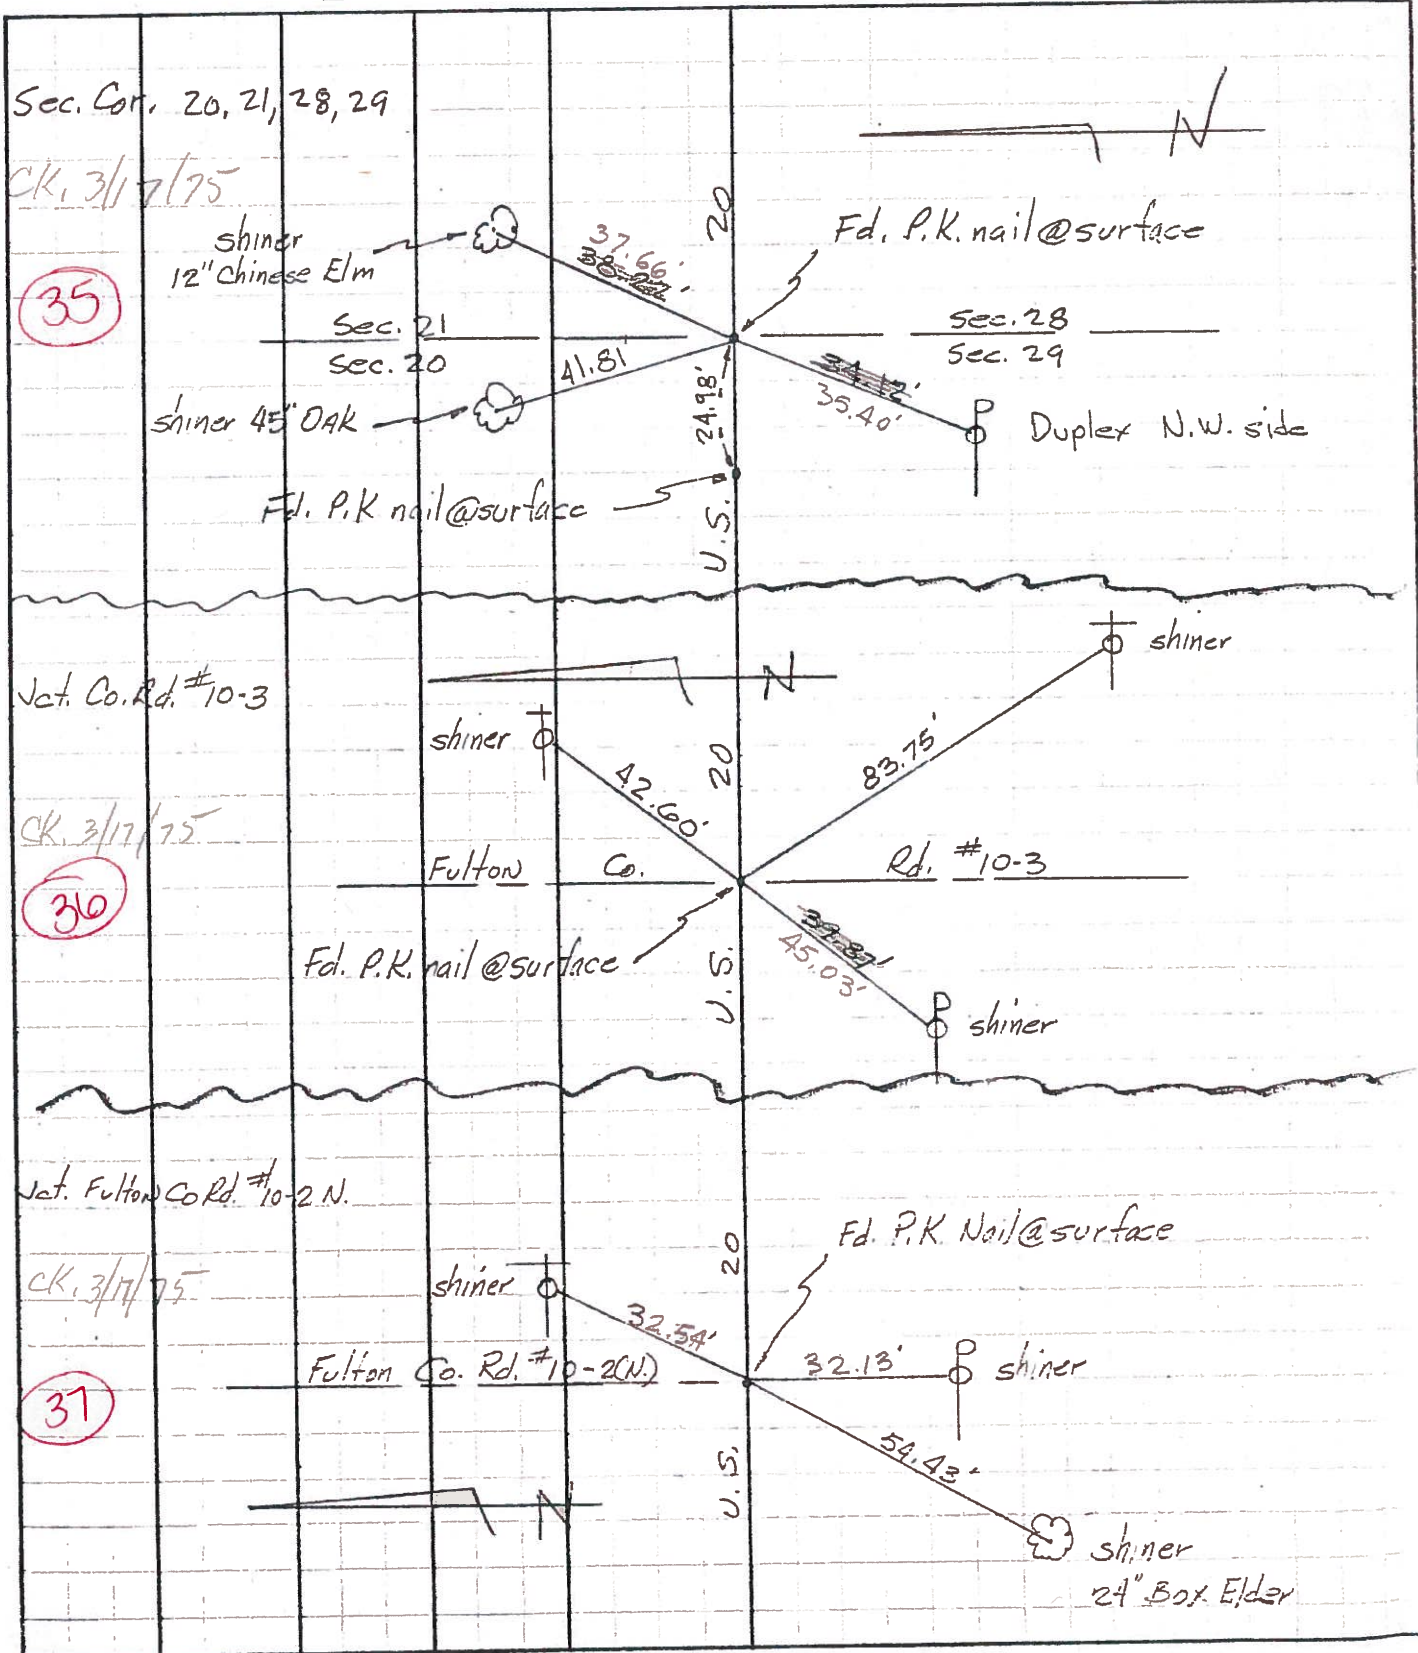 Sec. Cor. 20, 21, 28, 29
N
CK. 3/17/75
shiner
12" Chinese Elm
37.66'
20
Fd. P.K. nail @ surface
35
Sec. 21
Sec. 28
Sec. 20
Sec. 29
41.81'
34.12'
35.40'
shiner 45" OAK
24.98'
Duplex N.W. side
Fd. P.K nail @ surface
U.S.
shiner
N
Jct. Co. Rd. #10-3
shiner
20
83.75'
42.60'
CK. 3/17/75
Fulton Co. Rd. #10-3
36
39.87'
45.03'
Fd. P.K. nail @ surface
U.S.
shiner
Jct. Fulton Co Rd. #10-2 N.
Fd. P.K Nail @ surface
20
CK. 3/17/75
shiner
32.54'
Fulton Co. Rd. #10-2(N.)
32.13'
shiner
37
54.43'
U.S.
N
shiner
24" Box Elder